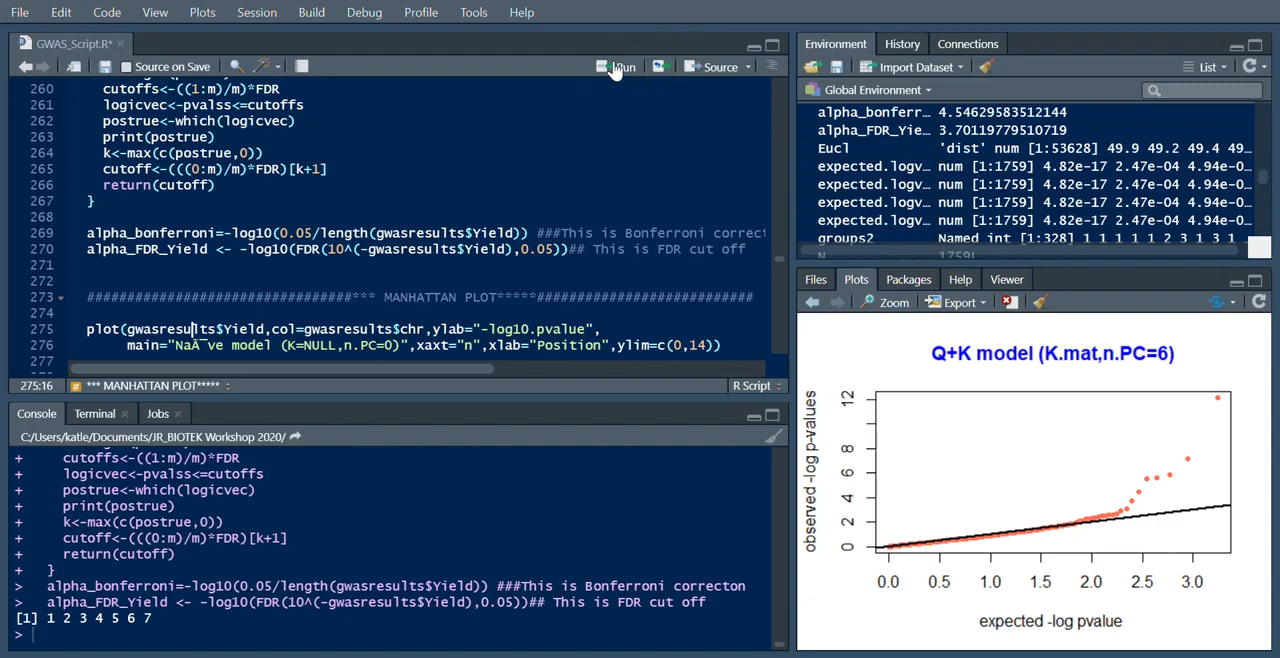 File Edit Code View Plots Session Build Debug Profile Tools Help
GWAS_Script.R*
Source on Save Run Source
260 cutoffs<-((1:m)/m)*FDR
261 logicvec<-pvalss<=cutoffs
262 postrue<-which(logicvec)
263 print(postrue)
264 k<-max(c(postrue,0))
265 cutoff<-(((0:m)/m)*FDR)[k+1]
266 return(cutoff)
267 }
268
269 alpha_bonferroni=-log10(0.05/length(gwasresults$Yield)) ###This is Bonferroni correct
270 alpha_FDR_Yield <- -log10(FDR(10^(-gwasresults$Yield),0.05))## This is FDR cut off
271
272
273 ################################*** MANHATTAN PLOT*****###########################
274
275 plot(gwasresults$Yield,col=gwasresults$chr,ylab="-log10.pvalue",
276 main="NaÃ¯ve model (K=NULL,n.PC=0)",xaxt="n",xlab="Position",ylim=c(0,14))
277
275:16 # *** MANHATTAN PLOT***** R Script
Console Terminal Jobs
C:/Users/katle/Documents/JR_BIOTEK Workshop 2020/
+ cutoffs<-((1:m)/m)*FDR
+ logicvec<-pvalss<=cutoffs
+ postrue<-which(logicvec)
+ print(postrue)
+ k<-max(c(postrue,0))
+ cutoff<-(((0:m)/m)*FDR)[k+1]
+ return(cutoff)
+ }
> alpha_bonferroni=-log10(0.05/length(gwasresults$Yield)) ###This is Bonferroni correcton
> alpha_FDR_Yield <- -log10(FDR(10^(-gwasresults$Yield),0.05))## This is FDR cut off
[1] 1 2 3 4 5 6 7
>
Environment History Connections
Import Dataset List
Global Environment
alpha_bonferr… 4.54629583512144
alpha_FDR_Yie… 3.70119779510719
Eucl 'dist' num [1:53628] 49.9 49.2 49.4 49…
expected.logv… num [1:1759] 4.82e-17 2.47e-04 4.94e-0…
expected.logv… num [1:1759] 4.82e-17 2.47e-04 4.94e-0…
expected.logv… num [1:1759] 4.82e-17 2.47e-04 4.94e-0…
expected.logv… num [1:1759] 4.82e-17 2.47e-04 4.94e-0…
groups2 Named int [1:328] 1 1 1 1 1 2 3 1 3 1
N 1759L
Files Plots Packages Help Viewer
Zoom Export
Q+K model (K.mat,n.PC=6)
observed -log p-values
12
8
6
4
2
0
0.0 0.5 1.0 1.5 2.0 2.5 3.0
expected -log pvalue